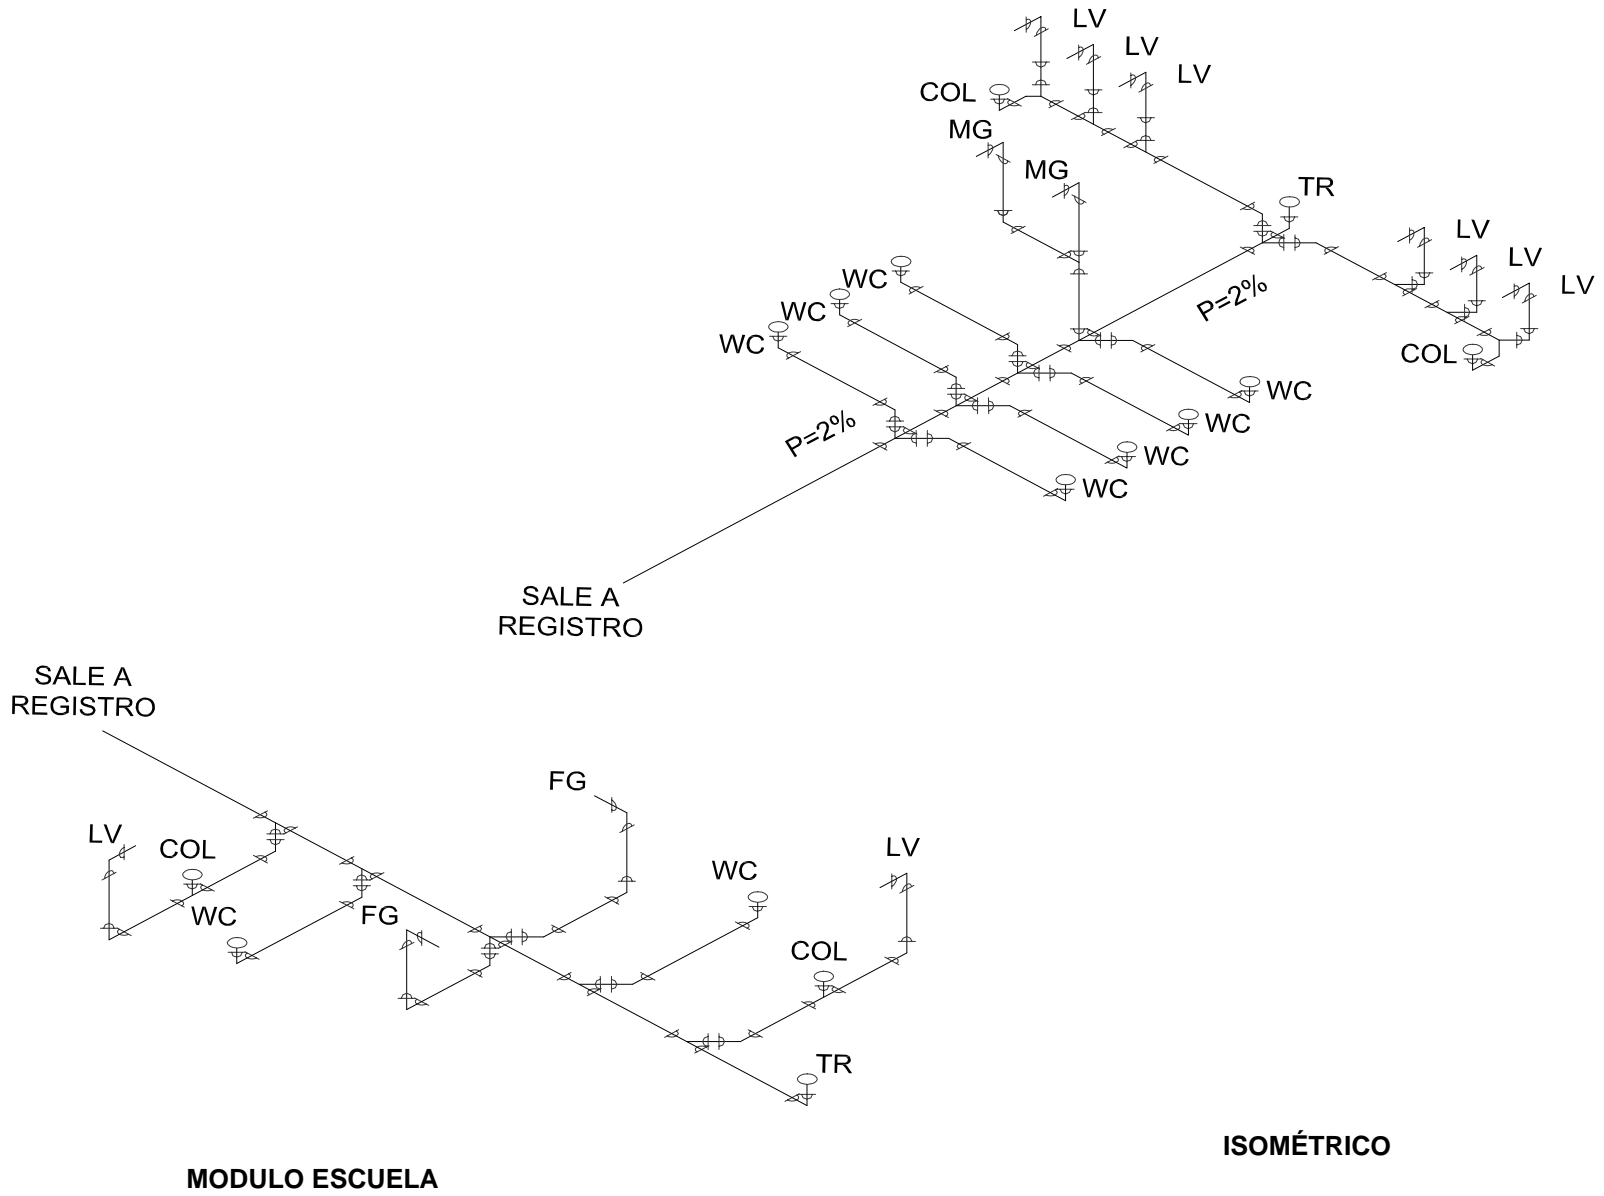 LV
LV
LV
COL
MG
MG
TR
LV
LV
LV
WC
WC
WC
P=2%
COL
WC
WC
WC
WC
P=2%
SALE A
REGISTRO
SALE A
REGISTRO
FG
LV
COL
LV
WC
WC
FG
COL
TR
ISOMÉTRICO
MODULO ESCUELA